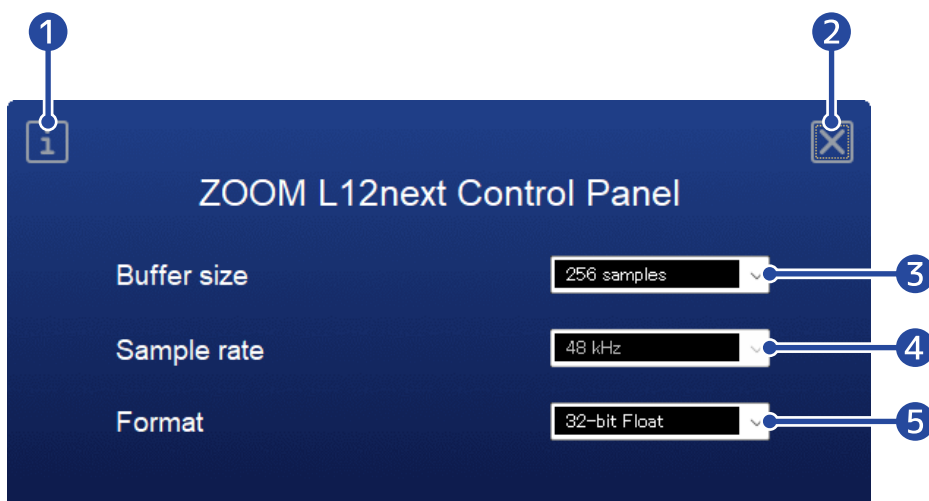 1 2
i
ZOOM L12next Control Panel
Buffer size 256 samples 3
Sample rate 48 kHz 4
Format 32-bit Float 5